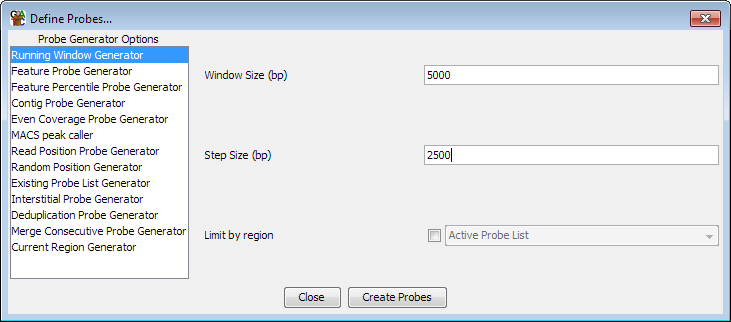 Define Probes...
Probe Generator Options
Running Window Generator
Feature Probe Generator
Feature Percentile Probe Generator
Contig Probe Generator
Even Coverage Probe Generator
MACS peak caller
Read Position Probe Generator
Random Position Generator
Existing Probe List Generator
Interstitial Probe Generator
Deduplication Probe Generator
Merge Consecutive Probe Generator
Current Region Generator
Window Size (bp) 5000
Step Size (bp) 2500
Limit by region Active Probe List
Close Create Probes